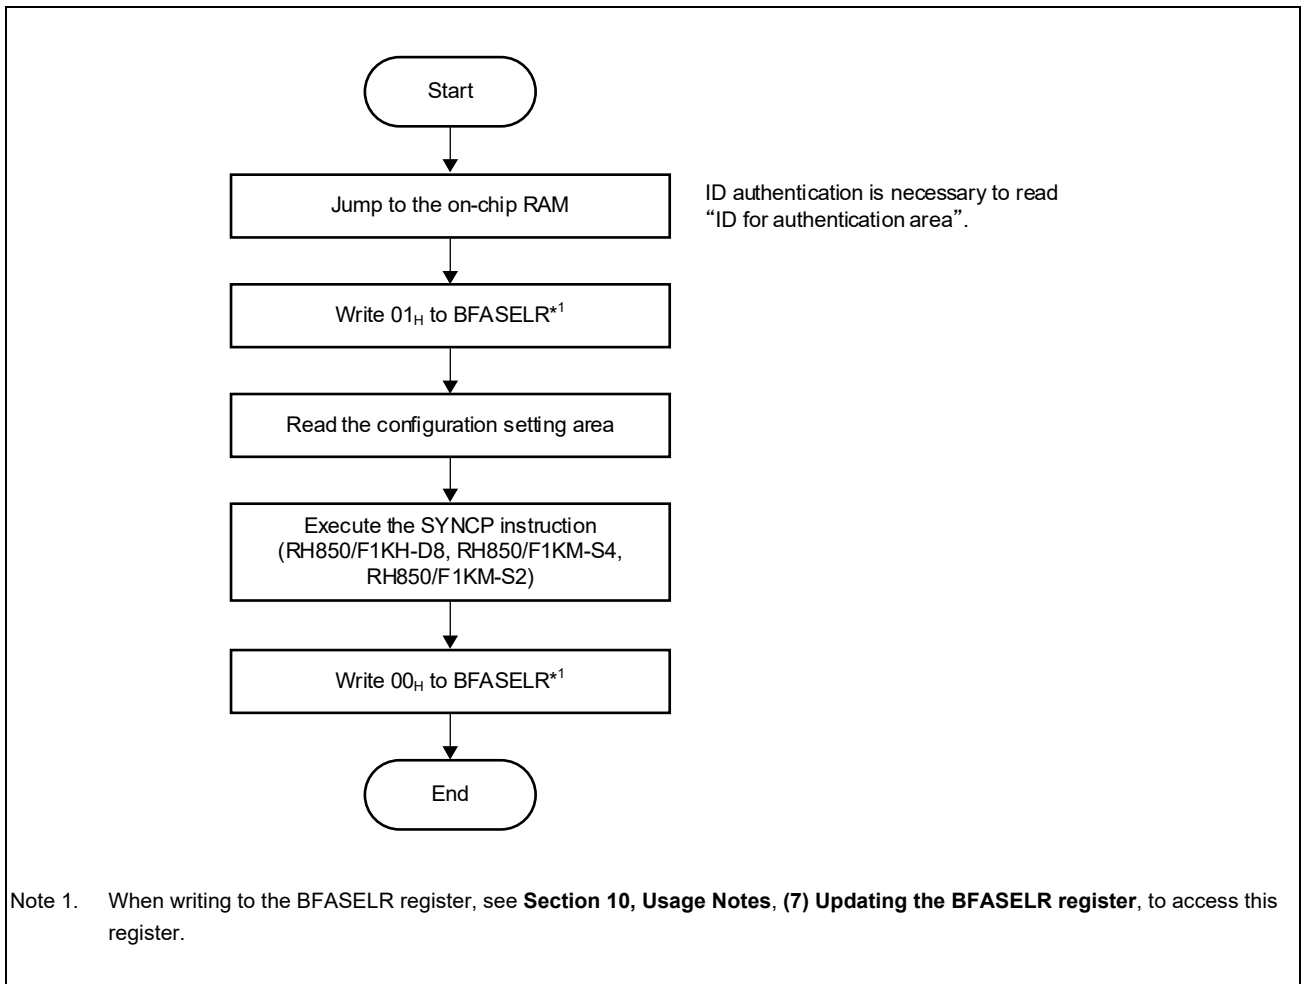 Start
Jump to the on-chip RAM
ID authentication is necessary to read
“ID for authentication area”.
Write 01H to BFASELR*1
Read the configuration setting area
Execute the SYNCP instruction
(RH850/F1KH-D8, RH850/F1KM-S4,
RH850/F1KM-S2)
Write 00H to BFASELR*1
End
Note 1. When writing to the BFASELR register, see Section 10, Usage Notes, (7) Updating the BFASELR register, to access this
register.